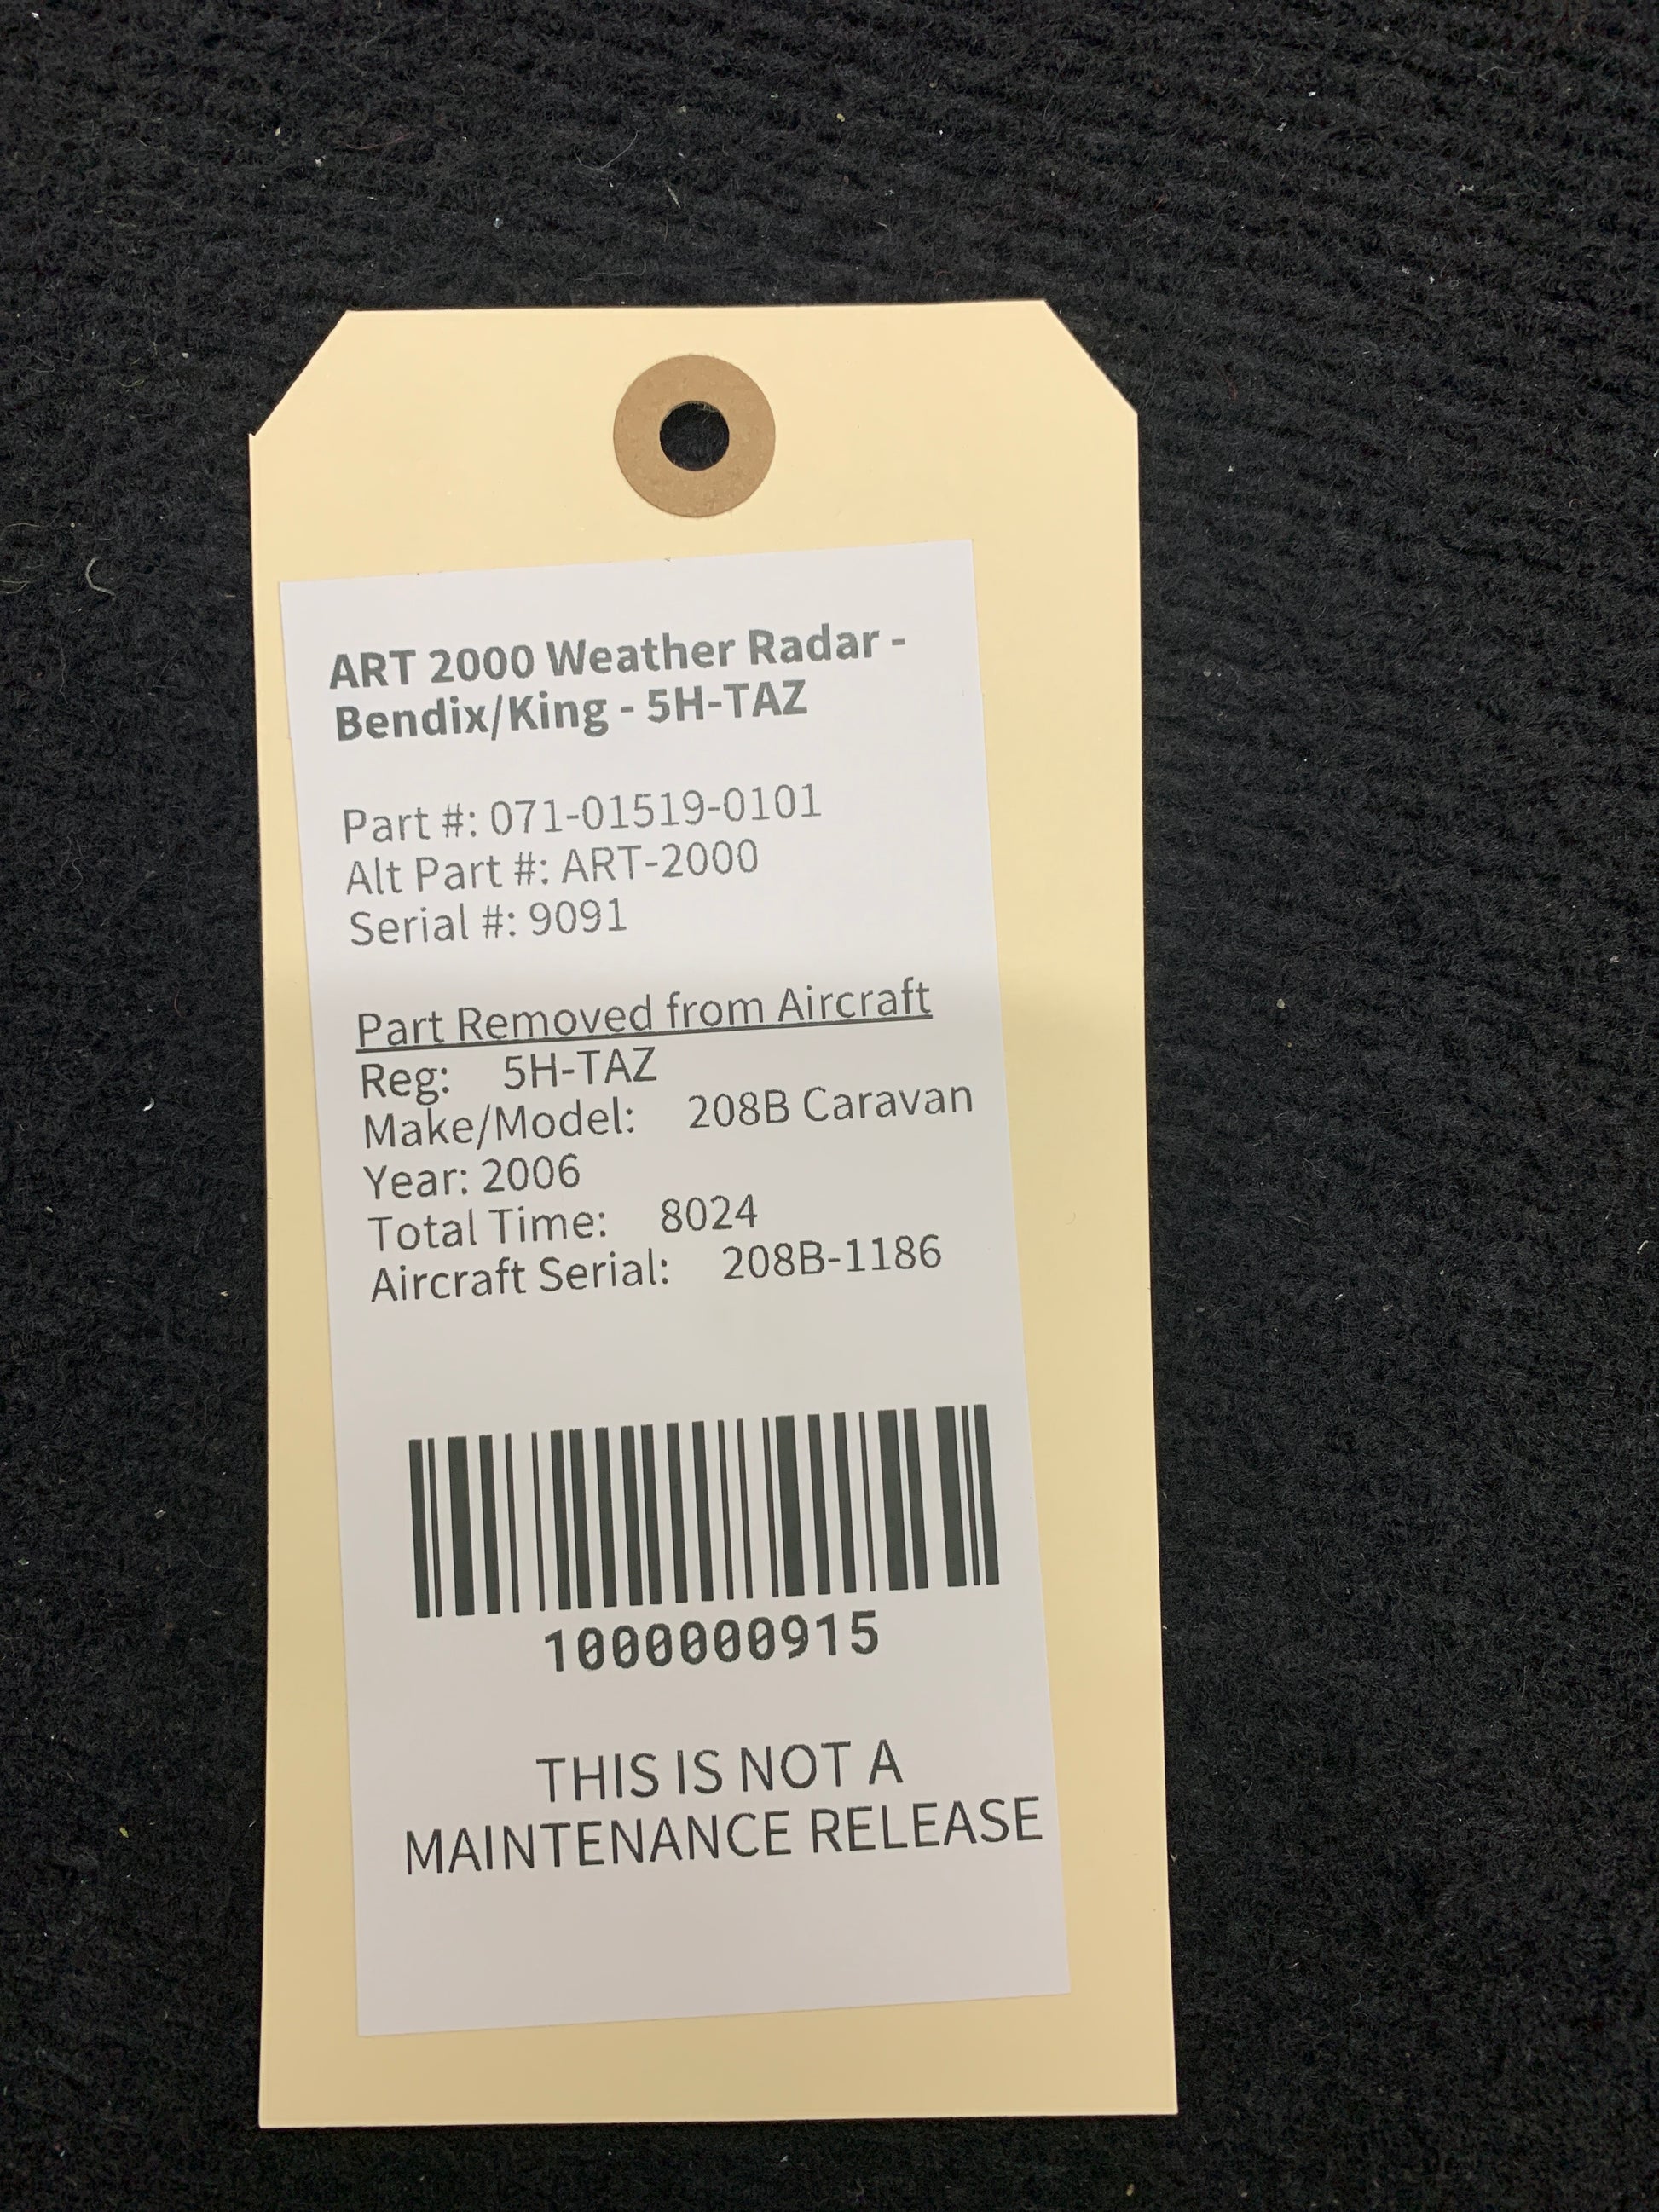 ART 2000 Weather Radar -
Bendix/King - 5H-TAZ
Part #: 071-01519-0101
Alt Part #: ART-2000
Serial #: 9091
Part Removed from Aircraft
Reg: 5H-TAZ
Make/Model: 208B Caravan
Year: 2006
Total Time: 8024
Aircraft Serial: 208B-1186
1000000915
THIS IS NOT A
MAINTENANCE RELEASE